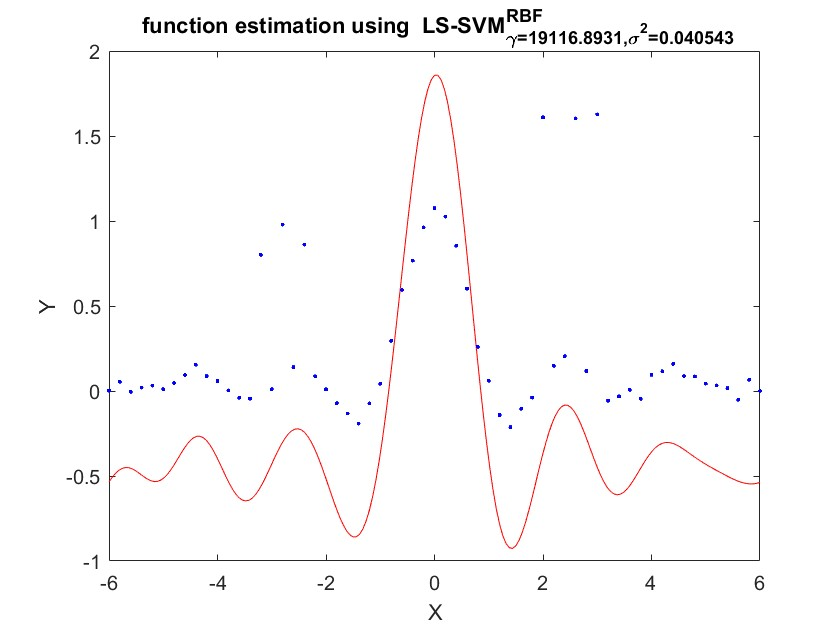 function estimation using LS-SVM^RBF_γ=19116.8931,σ^2=0.040543
2
1.5
1
0.5
0
-0.5
-1
Y
-6 -4 -2 0 2 4 6
X